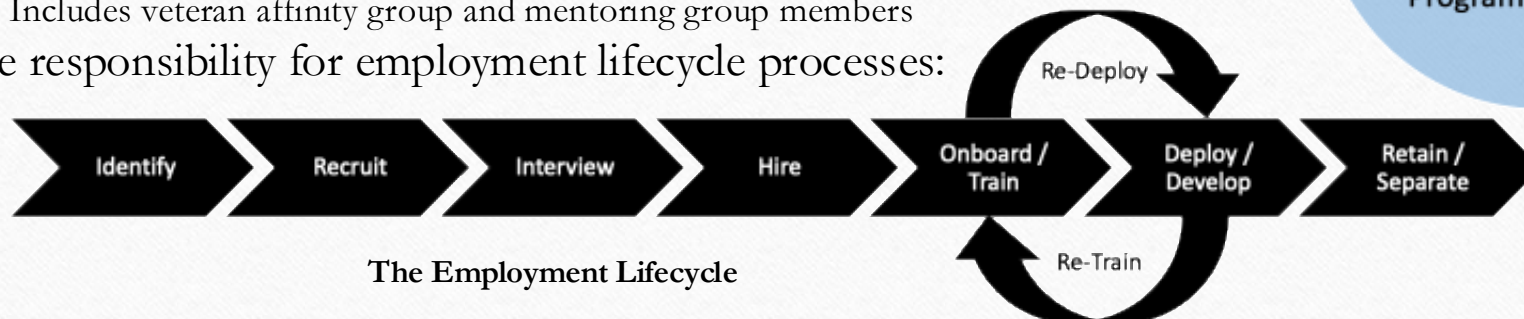 Includes veteran affinity group and mentoring group members
responsibility for employment lifecycle processes:
Re-Deploy
Identify
Recruit
Interview
Hire
Onboard /
Train
Deploy /
Develop
Retain /
Separate
Re-Train
The Employment Lifecycle